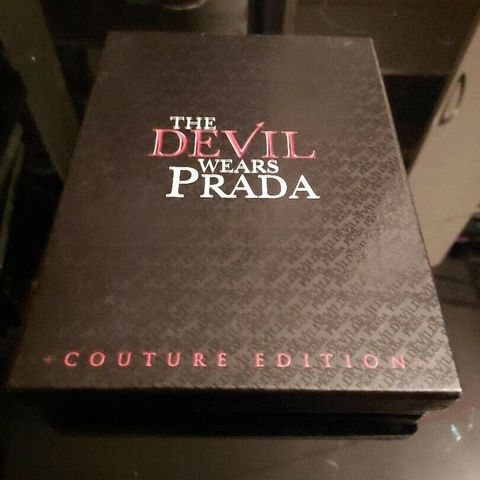 THE
DEVIL
WEARS
PRADA
COUTURE EDITION